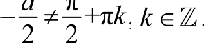 -a/2 ≠ π/2 + πk, k ∈ ℤ.